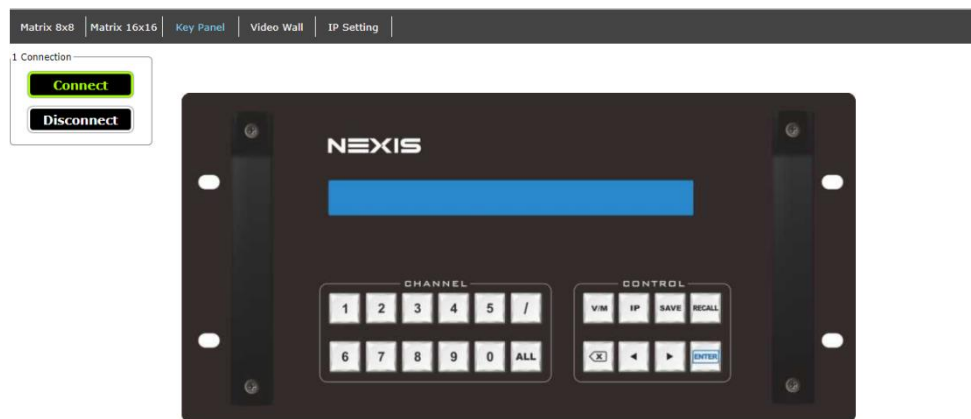 Matrix 8x8 Matrix 16x16 Key Panel Video Wall IP Setting
1 Connection
Connect
Disconnect
NEXIS
CHANNEL
1 2 3 4 5 /
6 7 8 9 0 ALL
CONTROL
V/M IP SAVE RECALL
X ◄ ► ENTER